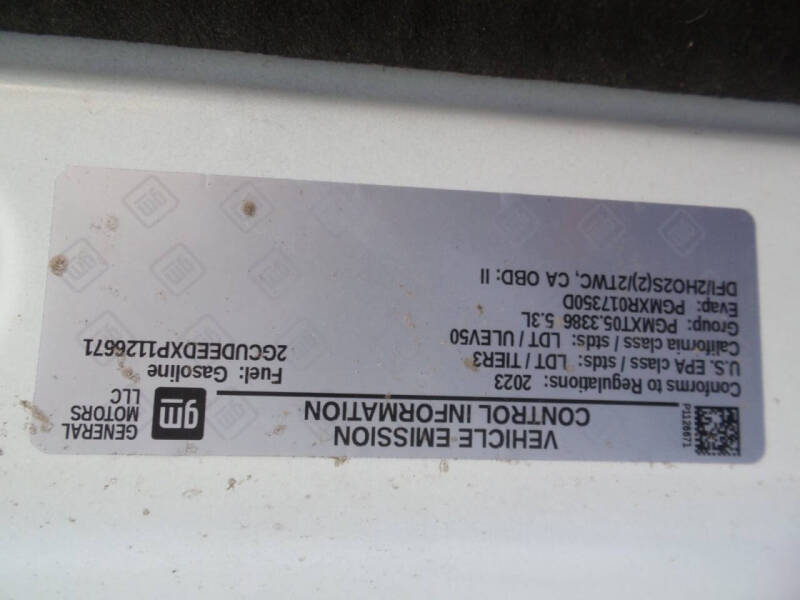 P1126671
VEHICLE EMISSION
CONTROL INFORMATION
gm
GENERAL
MOTORS
LLC
Conforms to Regulations: 2023
U.S. EPA class / stds: LDT / TIER3
California class / stds: LDT / ULEV50
Group: PGMXT05.3386 5.3L
Evap: PGMXR017350D
DFI/2HO2S(2)/2TWC, CA OBD: II
Fuel: Gasoline
2GCUDEEDXP1126671